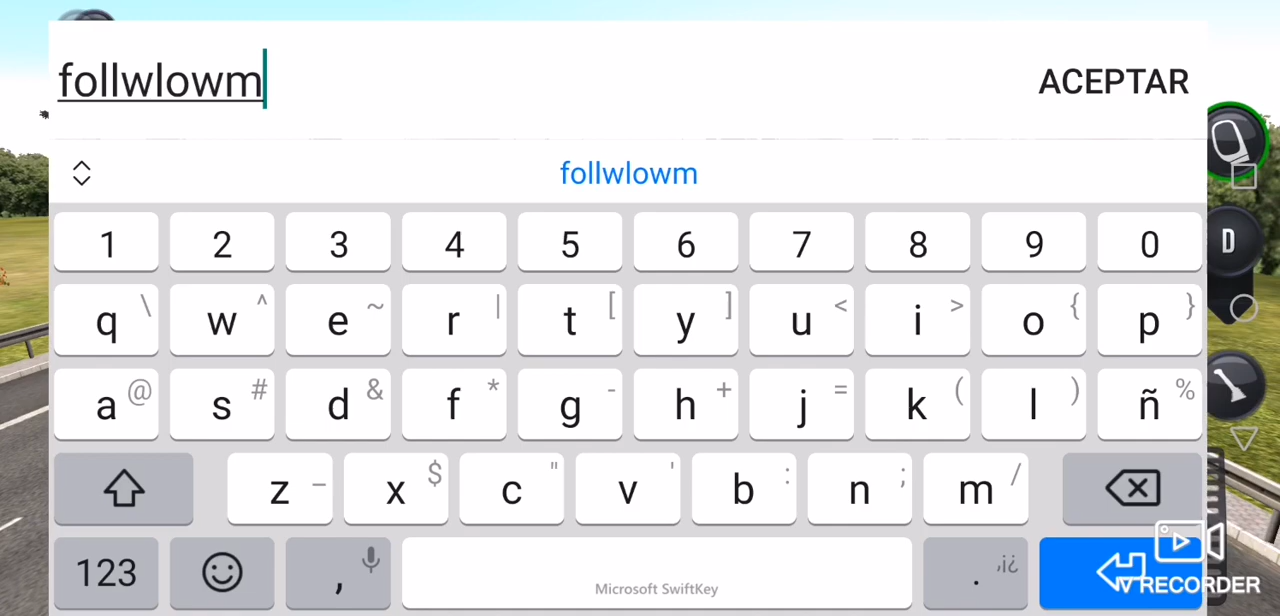 follwlowm
ACEPTAR
follwlowm
1 2 3 4 5 6 7 8 9 0
q \ w ^ e ~ r | t [ y ] u < i > o { p }
a @ s # d & f * g - h + j = k ( l ) ñ %
z _ x $ c " v ' b : n ; m /
123 , Microsoft SwiftKey . ,¡¿
D
V RECORDER